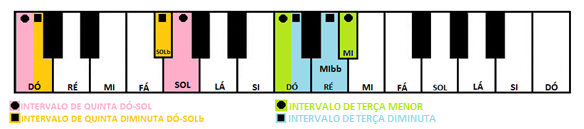 SOLb MI
MIbb
DÓ RÉ MI FÁ SOL LÁ SI DÓ RÉ MI FÁ SOL LÁ SI DÓ
INTERVALO DE QUINTA DÓ-SOL INTERVALO DE TERÇA MENOR
INTERVALO DE QUINTA DIMINUTA DÓ-SOLb INTERVALO DE TERÇA DIMINUTA